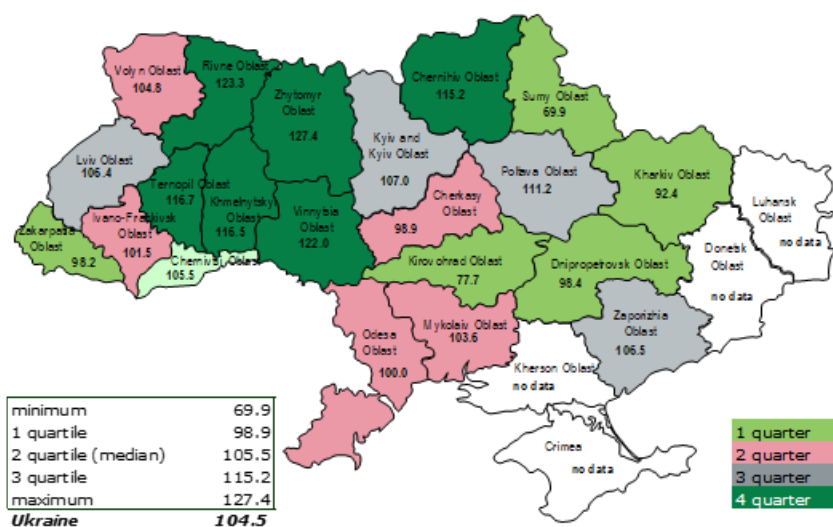 Volyn Oblast
104.8
Rivne Oblast
123.3
Zhytomyr
Oblast
127.4
Chernihiv Oblast
115.2
Sumy Oblast
69.9
Kyiv and
Kyiv Oblast
107.0
Lviv Oblast
106.4
Ternopil Oblast
116.7
Khmelnytsky
Oblast
116.5
Vinnytsia
Oblast
122.0
Cherkasy
Oblast
98.9
Poltava Oblast
111.2
Kharkiv Oblast
92.4
Luhansk
Oblast
no data
Zakarpattia
Oblast
98.2
Ivano-Frankivsk
Oblast
101.5
Chernivtsi Oblast
105.5
Kirovohrad Oblast
77.7
Dnipropetrovsk Oblast
98.4
Donetsk
Oblast
no data
Odesa
Oblast
100.0
Mykolaiv Oblast
103.6
Zaporizhia
Oblast
106.5
Kherson Oblast
no data
Crimea
no data
minimum 69.9
1 quartile 98.9
2 quartile (median) 105.5
3 quartile 115.2
maximum 127.4
Ukraine 104.5
1 quarter
2 quarter
3 quarter
4 quarter